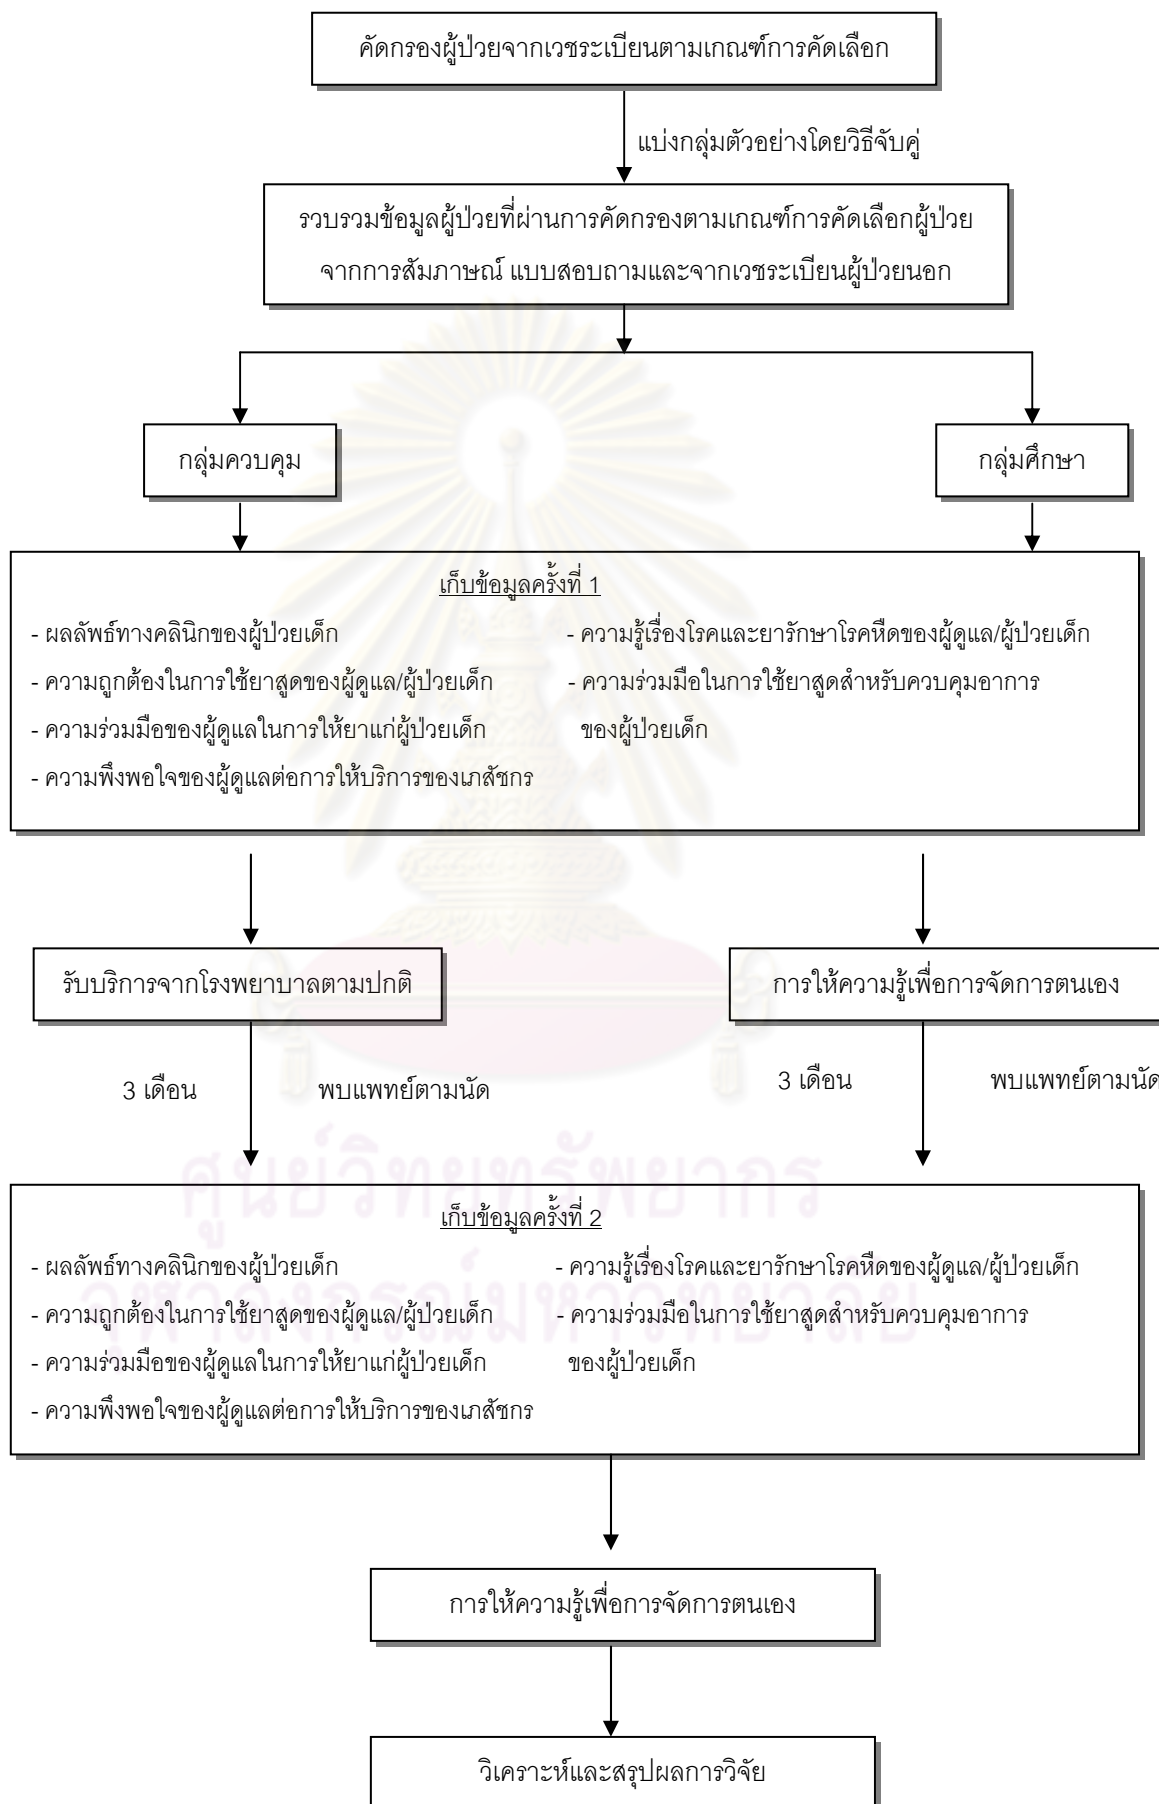 คัดกรองผู้ป่วยจากเวชระเบียนตามเกณฑ์การคัดเลือก
แบ่งกลุ่มตัวอย่างโดยวิธีจับคู่
รวบรวมข้อมูลผู้ป่วยที่ผ่านการคัดกรองตามเกณฑ์การคัดเลือกผู้ป่วย
จากการสัมภาษณ์ แบบสอบถามและจากเวชระเบียนผู้ป่วยนอก
กลุ่มควบคุม
กลุ่มศึกษา
เก็บข้อมูลครั้งที่ 1
- ผลลัพธ์ทางคลินิกของผู้ป่วยเด็ก
- ความรู้เรื่องโรคและยารักษาโรคหืดของผู้ดูแล/ผู้ป่วยเด็ก
- ความถูกต้องในการใช้ยาสูดของผู้ดูแล/ผู้ป่วยเด็ก
- ความร่วมมือในการใช้ยาสูดสำหรับควบคุมอาการ
- ความร่วมมือของผู้ดูแลในการให้ยาแก่ผู้ป่วยเด็ก
ของผู้ป่วยเด็ก
- ความพึงพอใจของผู้ดูแลต่อการให้บริการของเภสัชกร
รับบริการจากโรงพยาบาลตามปกติ
การให้ความรู้เพื่อการจัดการตนเอง
3 เดือน
พบแพทย์ตามนัด
3 เดือน
พบแพทย์ตามนัด
ศูนย์วิทยทรัพยากร
จุฬาลงกรณ์มหาวิทยาลัย
เก็บข้อมูลครั้งที่ 2
- ผลลัพธ์ทางคลินิกของผู้ป่วยเด็ก
- ความรู้เรื่องโรคและยารักษาโรคหืดของผู้ดูแล/ผู้ป่วยเด็ก
- ความถูกต้องในการใช้ยาสูดของผู้ดูแล/ผู้ป่วยเด็ก
- ความร่วมมือในการใช้ยาสูดสำหรับควบคุมอาการ
- ความร่วมมือของผู้ดูแลในการให้ยาแก่ผู้ป่วยเด็ก
ของผู้ป่วยเด็ก
- ความพึงพอใจของผู้ดูแลต่อการให้บริการของเภสัชกร
การให้ความรู้เพื่อการจัดการตนเอง
วิเคราะห์และสรุปผลการวิจัย